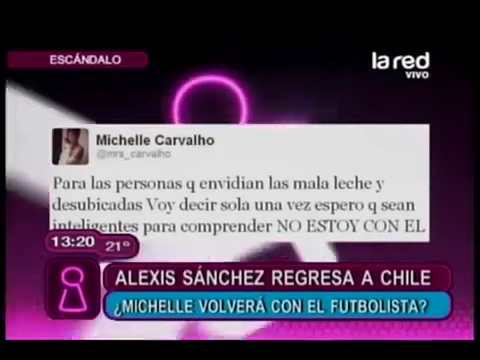 ESCÁNDALO
la red
VIVO
Michelle Carvalho
@mrs_carvalho
Para las personas q envidian las mala leche y
desubicadas Voy decir sola una vez espero q sean
inteligentes para comprender NO ESTOY CON EL
13:20 21°
ALEXIS SÁNCHEZ REGRESA A CHILE
¿MICHELLE VOLVERÁ CON EL FUTBOLISTA?